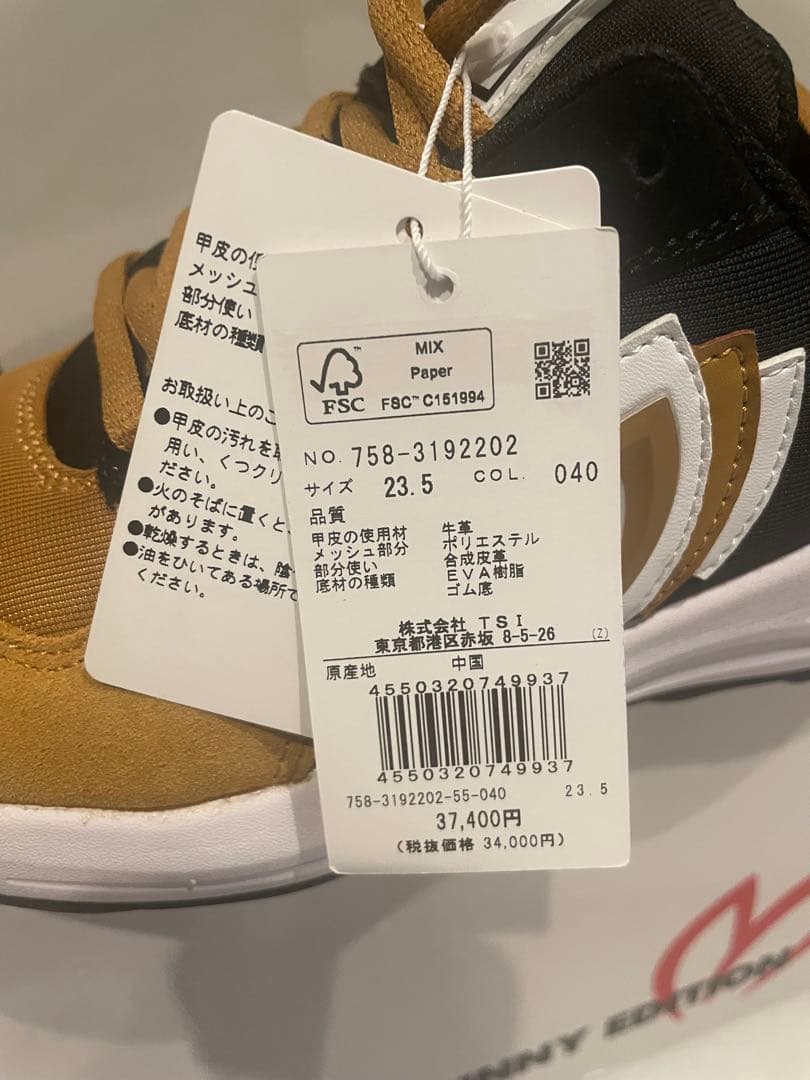 甲皮の使
メッシュ
部分使い
底材の種類
お取扱い上のご
●甲皮の汚れを
用い、くつクリ
ださい。
●火のそばに置くと、
があります。
●乾燥するときは、陰
●油をひいてある場所で
ください。
MIX
Paper
FSC™ C151994
FSC
NO. 758-3192202
サイズ 23.5 COL. 040
品質
甲皮の使用材 牛革
メッシュ部分 ポリエステル
部分使い 合成皮革
底材の種類 EVA樹脂
ゴム底
株式会社 TSI
東京都港区赤坂 8-5-26 (Z)
原産地 中国
4550320749937
4550320749937
758-3192202-55-040 23.5
37,400円
(税抜価格 34,000円)
NNY EDITION